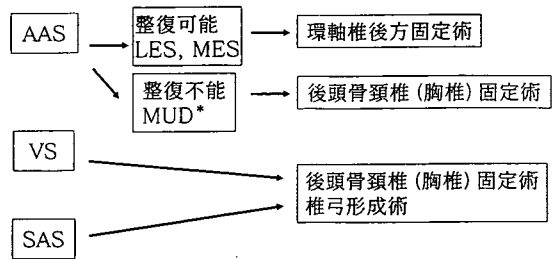 AAS
整復可能
LES, MES
環軸椎後方固定術
整復不能
MUD*
後頭骨頚椎(胸椎)固定術
VS
後頭骨頚椎(胸椎)固定術
椎弓形成術
SAS